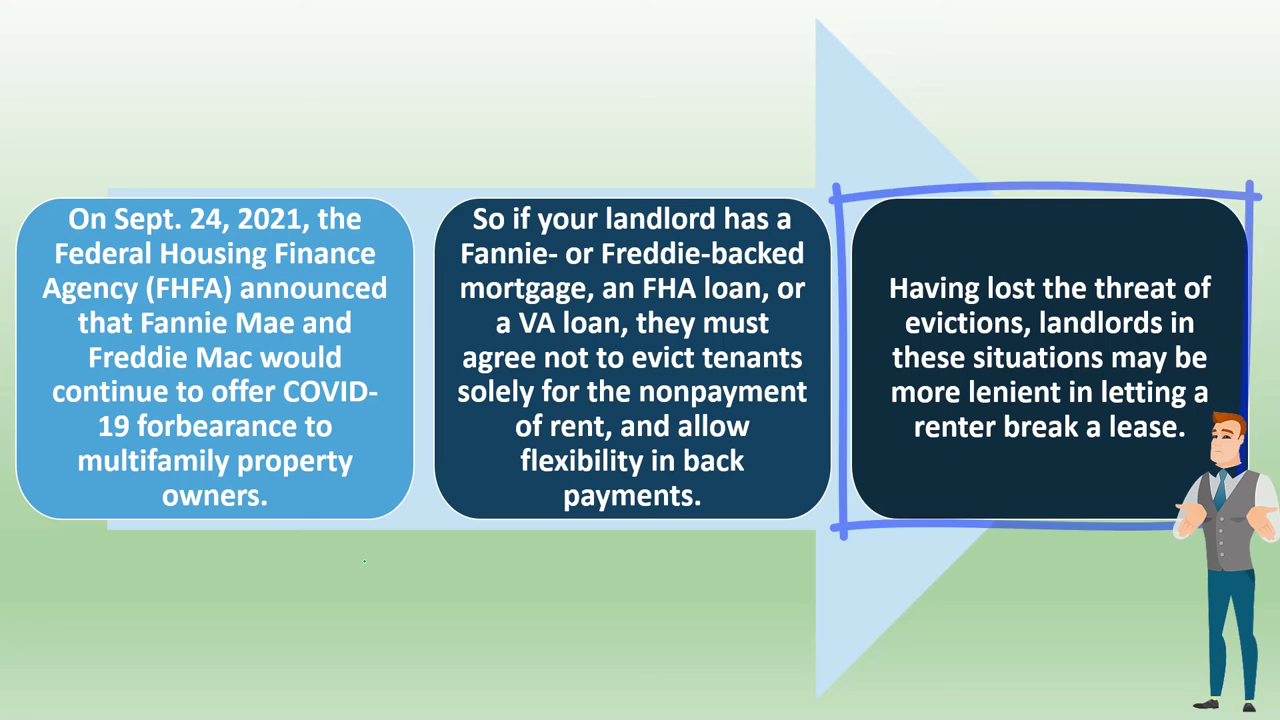 On Sept. 24, 2021, the
Federal Housing Finance
Agency (FHFA) announced
that Fannie Mae and
Freddie Mac would
continue to offer COVID-
19 forbearance to
multifamily property
owners.
So if your landlord has a
Fannie- or Freddie-backed
mortgage, an FHA loan, or
a VA loan, they must
agree not to evict tenants
solely for the nonpayment
of rent, and allow
flexibility in back
payments.
Having lost the threat of
evictions, landlords in
these situations may be
more lenient in letting a
renter break a lease.